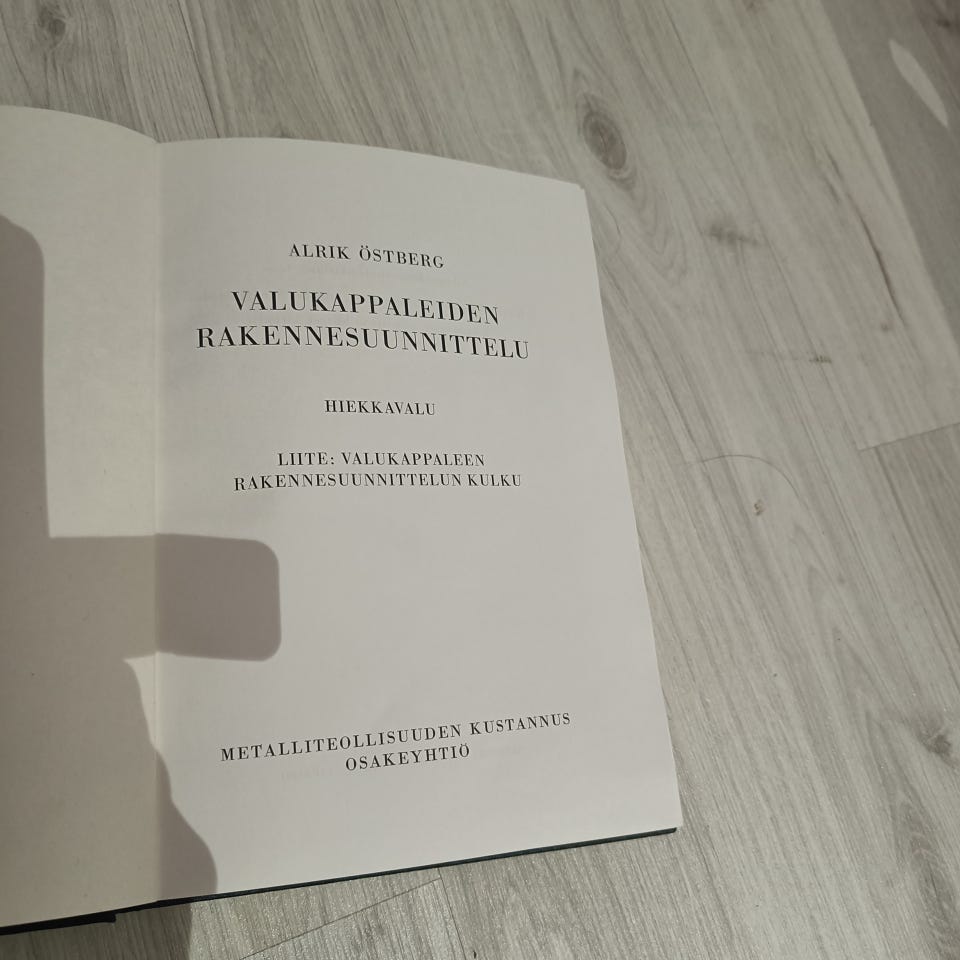 ALRIK ÖSTBERG
VALUKAPPALEIDEN
RAKENNESUUNNITTELU
HIEKKAVALU
LIITE: VALUKAPPALEEN
RAKENNESUUNNITTELUN KULKU
METALLITEOLLISUUDEN KUSTANNUS
OSAKEYHTIÖ